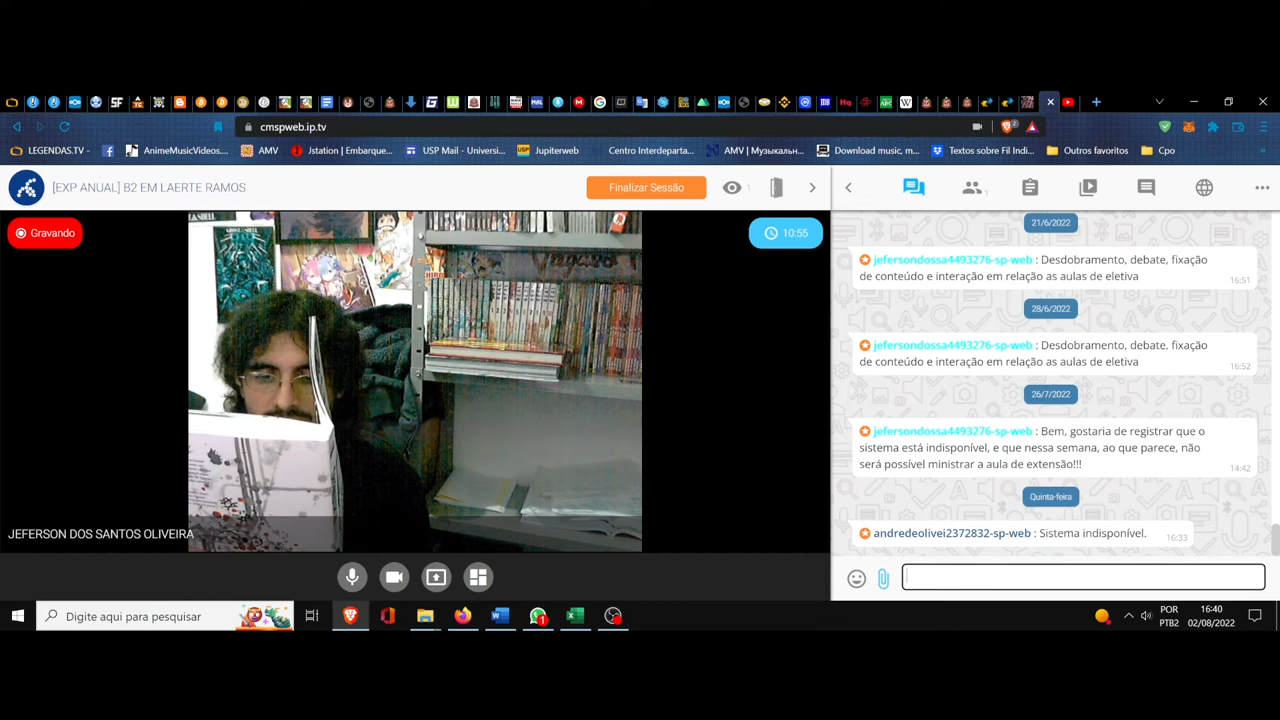 cmspweb.ip.tv
2
LEGENDAS.TV -
AnimeMusicVideos...
AMV
Jstation | Embarque...
USP Mail - Universi...
Jupiterweb
Centro Interdeparta...
AMV | Музыкальн...
Download music, m...
Textos sobre Fil Indi...
Outros favoritos
Cpo
[EXP ANUAL] B2 EM LAERTE RAMOS
Finalizar Sessão
1
1
Gravando
10:55
JEFERSON DOS SANTOS OLIVEIRA
21/6/2022
jefersondossa4493276-sp-web : Desdobramento, debate, fixação
de conteúdo e interação em relação as aulas de eletiva
16:51
28/6/2022
jefersondossa4493276-sp-web : Desdobramento, debate, fixação
de conteúdo e interação em relação as aulas de eletiva
16:52
26/7/2022
jefersondossa4493276-sp-web : Bem, gostaria de registrar que o
sistema está indisponível, e que nessa semana, ao que parece, não
será possível ministrar a aula de extensão!!!
14:42
Quinta-feira
andredeolivei2372832-sp-web : Sistema indisponível.
16:33
Digite aqui para pesquisar
1
POR
PTB2
16:40
02/08/2022